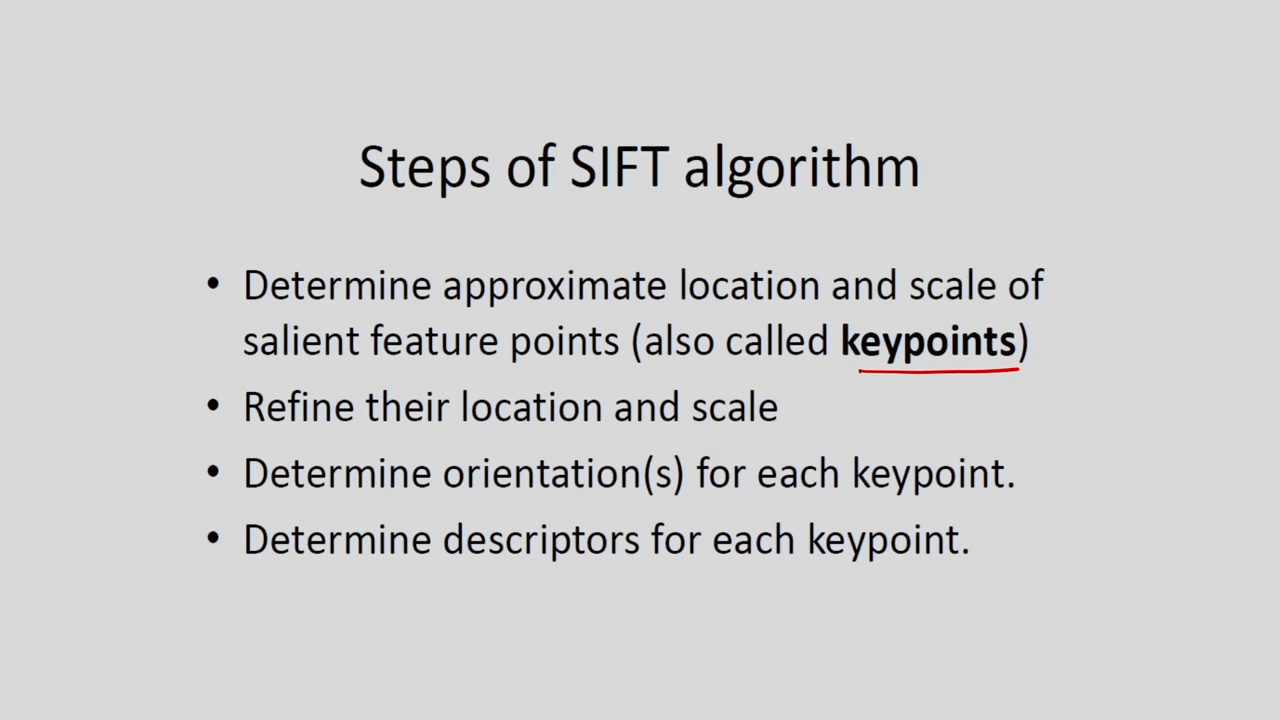 Steps of SIFT algorithm
• Determine approximate location and scale of
salient feature points (also called keypoints)
• Refine their location and scale
• Determine orientation(s) for each keypoint.
• Determine descriptors for each keypoint.